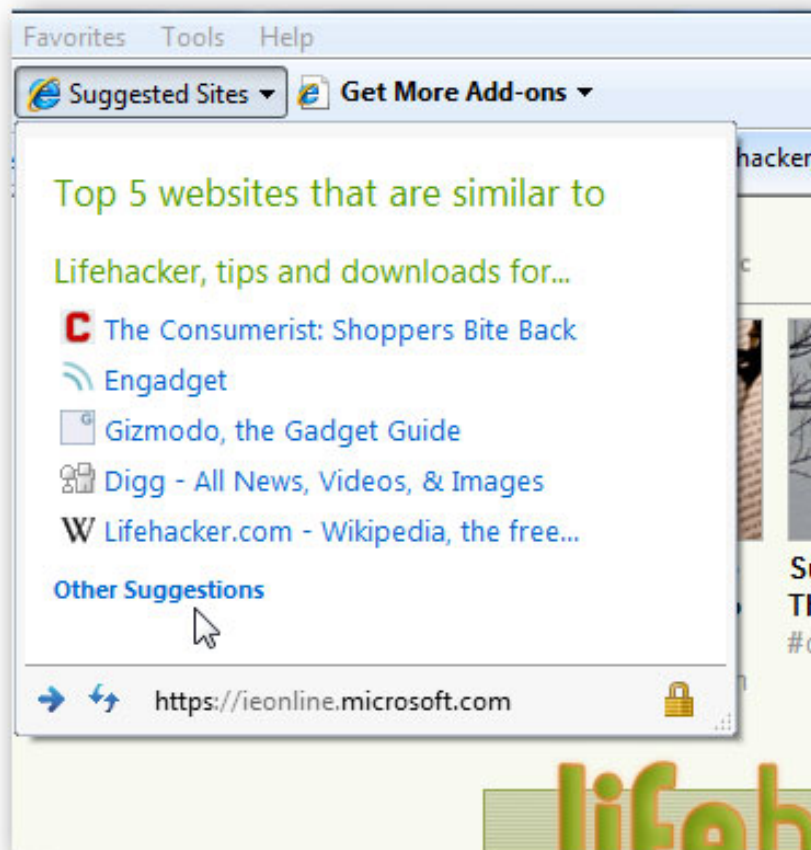 Favorites Tools Help
Suggested Sites Get More Add-ons
hacker
Top 5 websites that are similar to
Lifehacker, tips and downloads for...
C The Consumerist: Shoppers Bite Back
Engadget
G Gizmodo, the Gadget Guide
Digg - All News, Videos, & Images
W Lifehacker.com - Wikipedia, the free...
Other Suggestions
https://ieonline.microsoft.com
lifeh